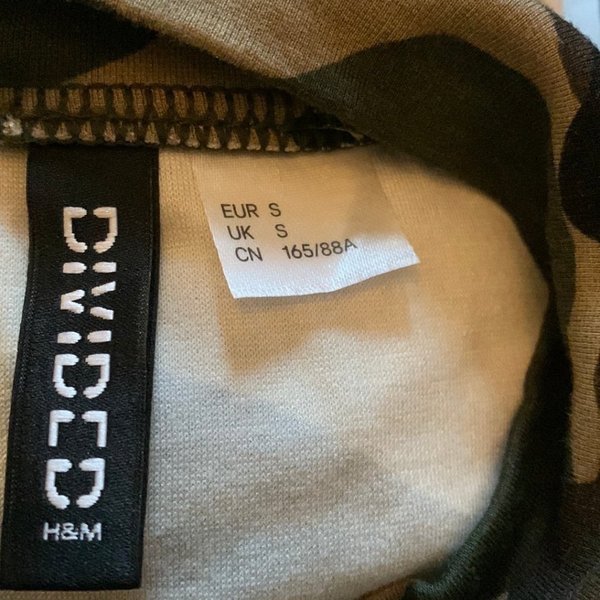 DIVIDED
H&M
EUR S
UK S
CN 165/88A